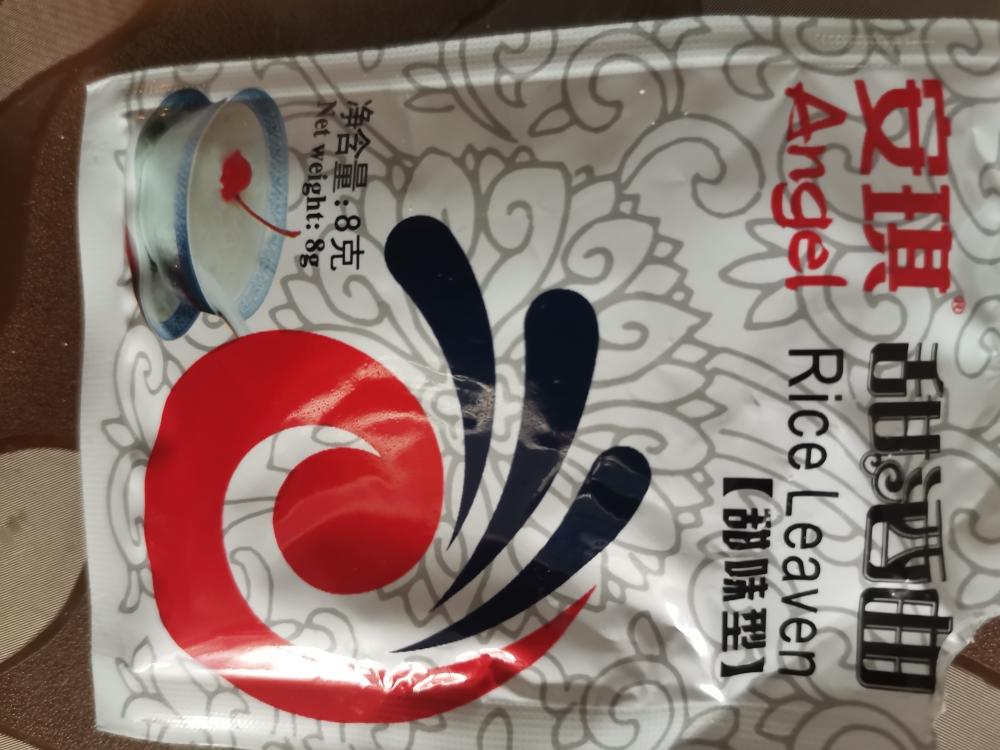 安琪®
Angel
甜酒曲
Rice Leaven
【甜味型】
净含量:8克
Net weight: 8g